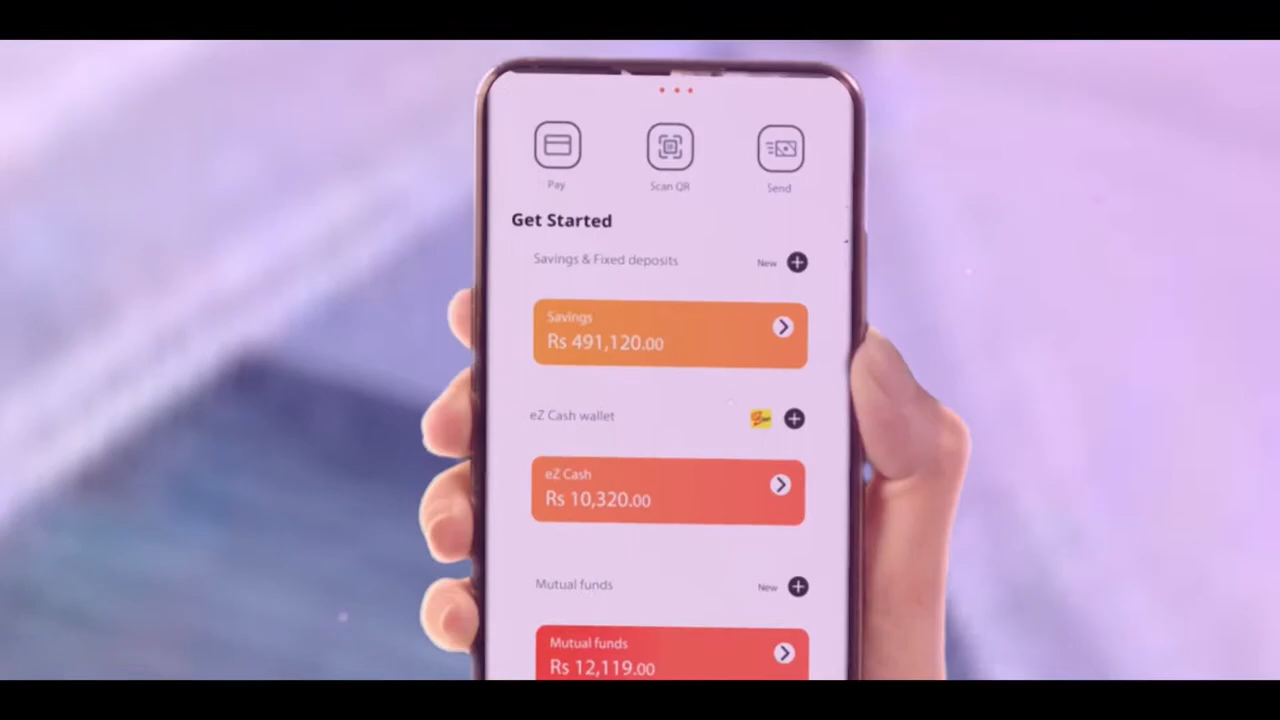 Pay
Scan QR
Send
Get Started
Savings & Fixed deposits
New
Savings
Rs 491,120.00
eZ Cash wallet
eZ Cash
Rs 10,320.00
Mutual funds
New
Mutual funds
Rs 12,119.00